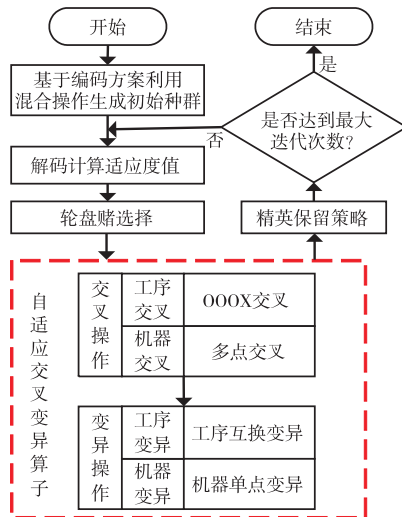 开始
结束
基于编码方案利用
混合操作生成初始种群
是
否
是否达到最大
迭代次数?
解码计算适应度值
轮盘赌选择
精英保留策略
自适应交叉变异算子
交叉操作
工序
交叉
OOOX交叉
机器
交叉
多点交叉
变异操作
工序
变异
工序互换变异
机器
变异
机器单点变异